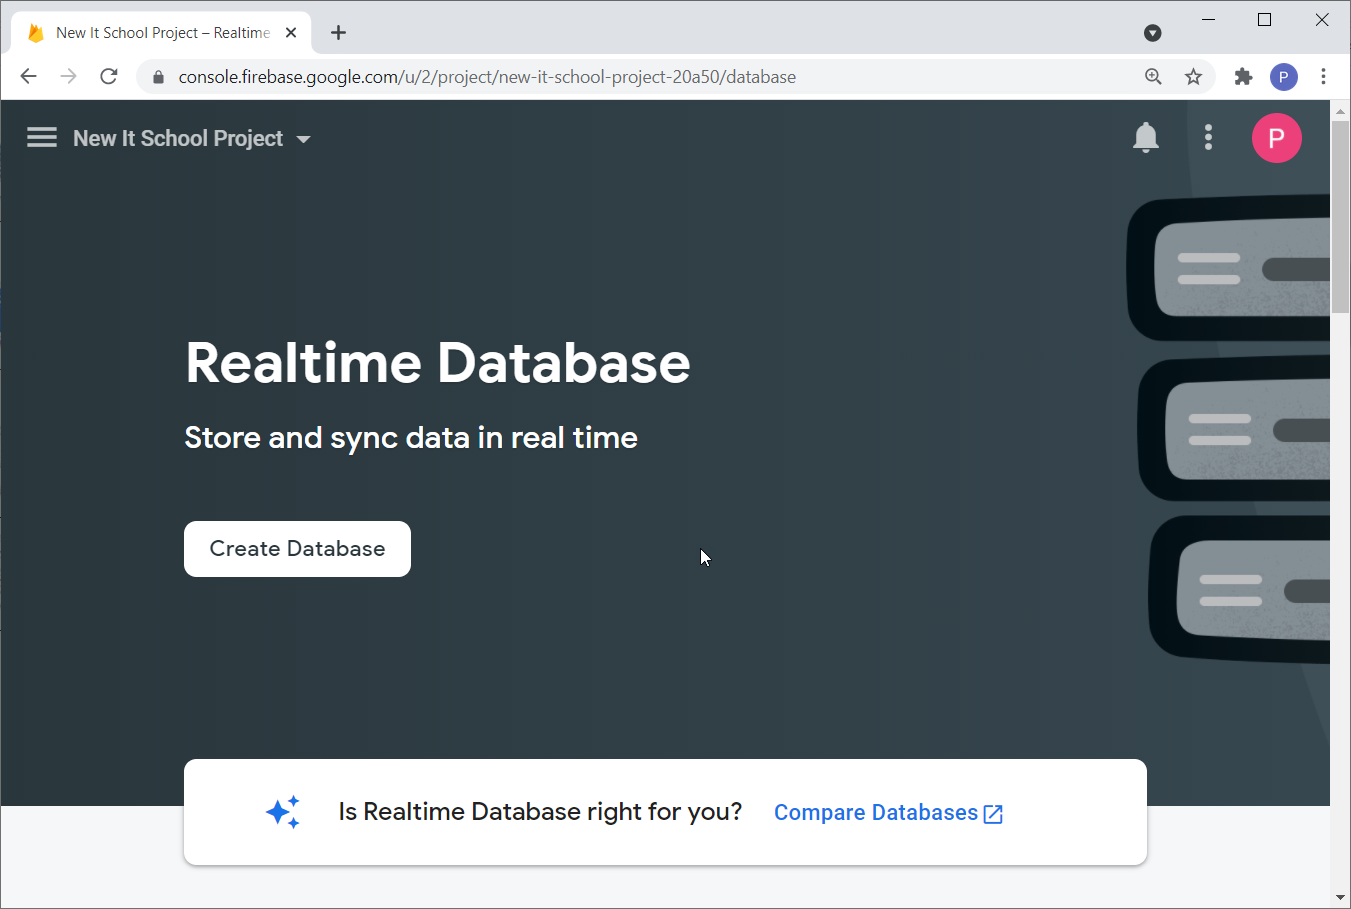 New It School Project – Realtime
console.firebase.google.com/u/2/project/new-it-school-project-20a50/database
P
New It School Project
P
Realtime Database
Store and sync data in real time
Create Database
Is Realtime Database right for you? Compare Databases